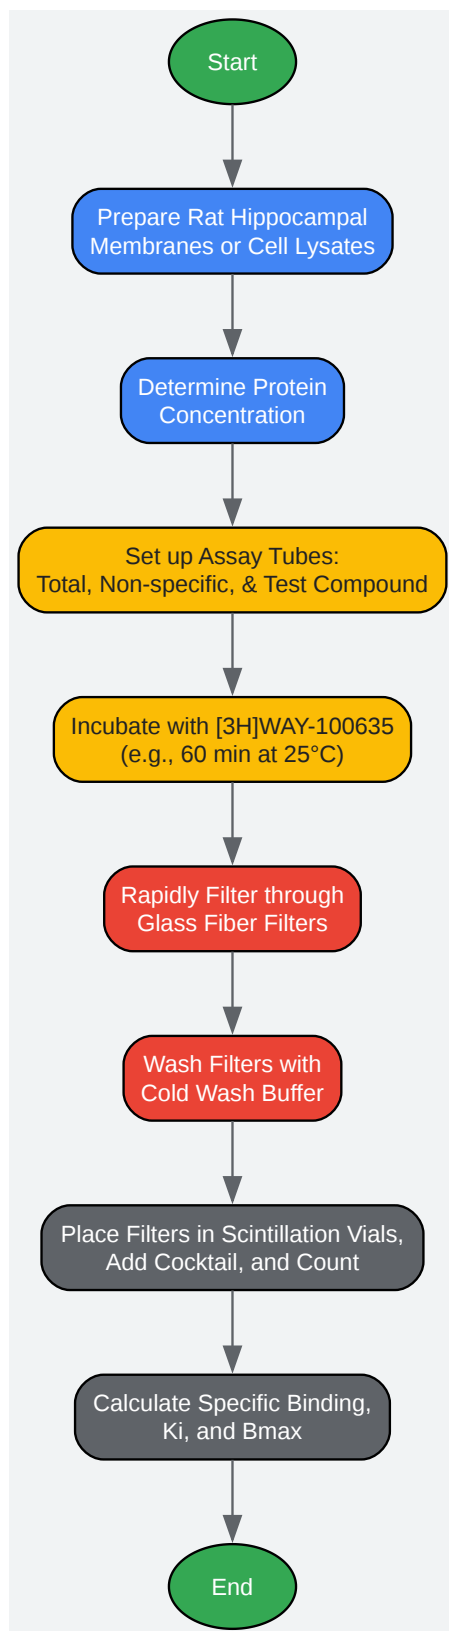 Start
Prepare Rat Hippocampal
Membranes or Cell Lysates
Determine Protein
Concentration
Set up Assay Tubes:
Total, Non-specific, & Test Compound
Incubate with [3H]WAY-100635
(e.g., 60 min at 25°C)
Rapidly Filter through
Glass Fiber Filters
Wash Filters with
Cold Wash Buffer
Place Filters in Scintillation Vials,
Add Cocktail, and Count
Calculate Specific Binding,
Ki, and Bmax
End